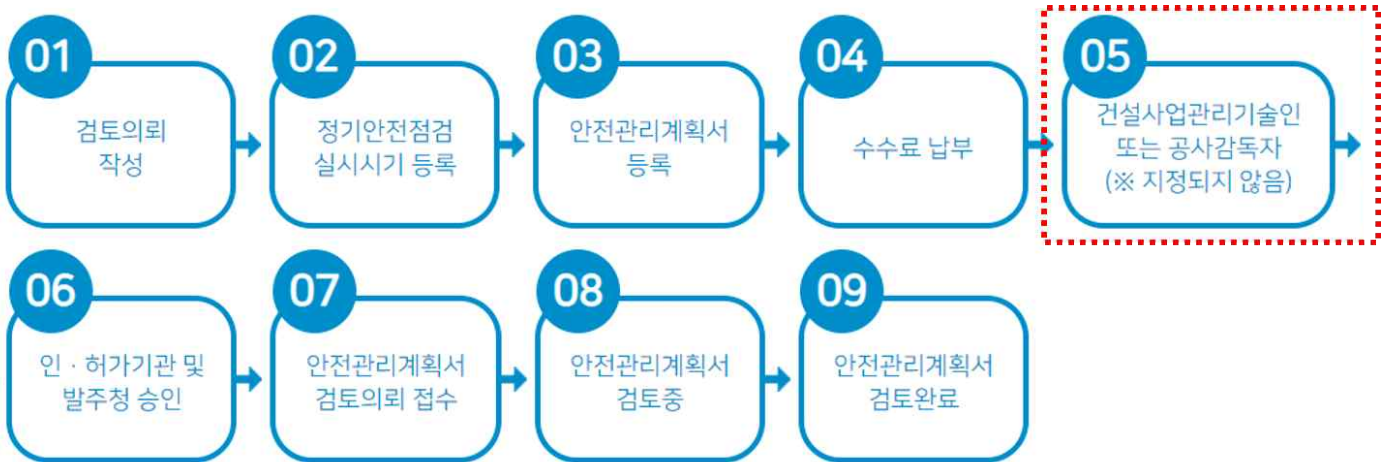 01
검토의뢰
작성
02
정기안전점검
실시시기 등록
03
안전관리계획서
등록
04
수수료 납부
05
건설사업관리기술인
또는 공사감독자
(※ 지정되지 않음)
06
인 · 허가기관 및
발주청 승인
07
안전관리계획서
검토의뢰 접수
08
안전관리계획서
검토중
09
안전관리계획서
검토완료